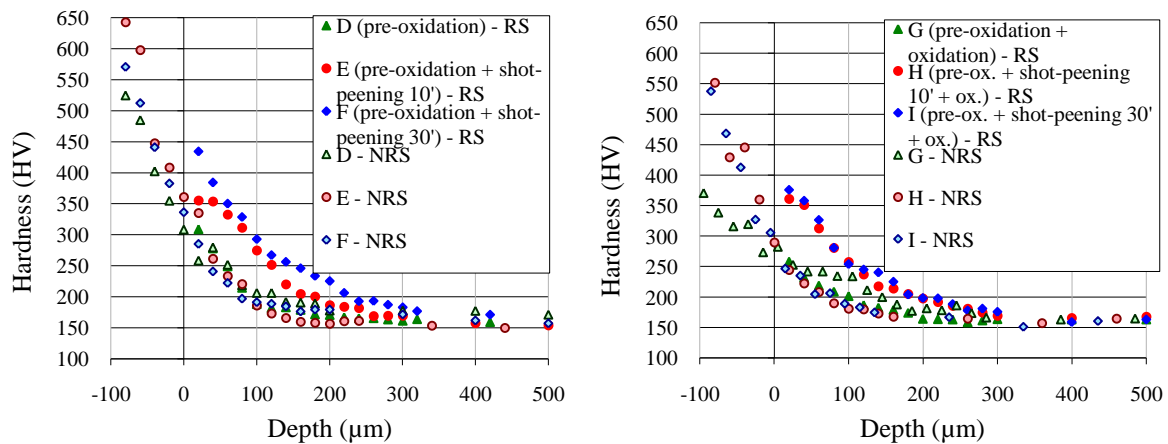 Hardness (HV)
650
600
550
500
450
400
350
300
250
200
150
100
-100
0
100
200
300
400
500
Depth (µm)
D (pre-oxidation) - RS
E (pre-oxidation + shot-
peening 10') - RS
F (pre-oxidation + shot-
peening 30') - RS
D - NRS
E - NRS
F - NRS
Hardness (HV)
650
600
550
500
450
400
350
300
250
200
150
100
-100
0
100
200
300
400
500
Depth (µm)
G (pre-oxidation +
oxidation) - RS
H (pre-ox. + shot-peening
10' + ox.) - RS
I (pre-ox. + shot-peening 30'
+ ox.) - RS
G - NRS
H - NRS
I - NRS